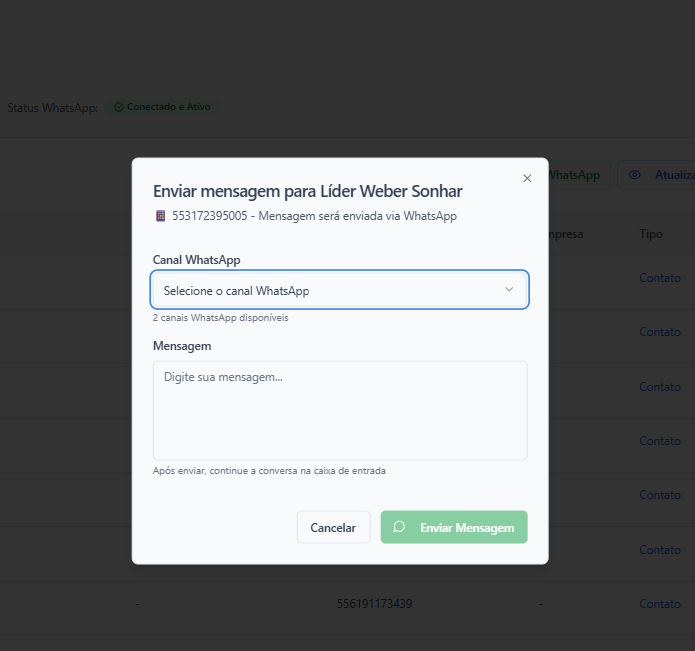 Status WhatsApp: Conectado e Ativo
WhatsApp Atualiza
Enviar mensagem para Líder Weber Sonhar
553172395005 - Mensagem será enviada via WhatsApp
mpresa Tipo
Canal WhatsApp
Contato
Selecione o canal WhatsApp
2 canais WhatsApp disponíveis
Contato
Mensagem
Digite sua mensagem...
Contato
Contato
Após enviar, continue a conversa na caixa de entrada
Contato
Cancelar Enviar Mensagem
Contato
- 556191173439 - Contato